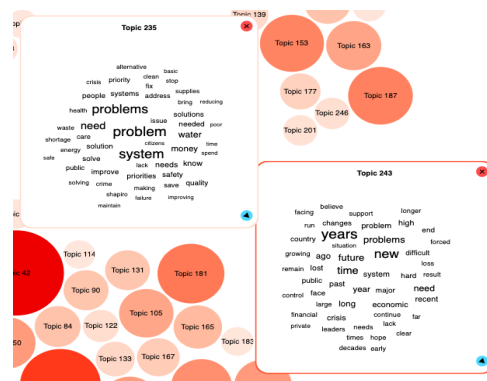 Topic 139
Topic 235
alternative
crisis priority clean basic
fix stop
people systems address supplies
health problems bring reducing
issue solutions
waste need problem needed poor
shortage care citizens water
energy solution system money time
spend
safe solve lack needs know
public improve priorities safety
solving crime making save quality
shapiro failure improving
maintain
Topic 153
Topic 163
Topic 177
Topic 187
Topic 246
Topic 201
Topic 243
believe
facing support longer
run changes problem high
end
country years problems forced
situation
growing ago future new difficult
loss
remain lost time system hard result
public past need
control face year major
recent
large long economic
financial crisis continue far
private leaders needs lack
clear
times hope
decades early
42
Topic 114
Topic 131
Topic 181
Topic 90
Topic 105
Topic 84
Topic 122
Topic 165
Topic 183
50
Topic 133
Topic 167